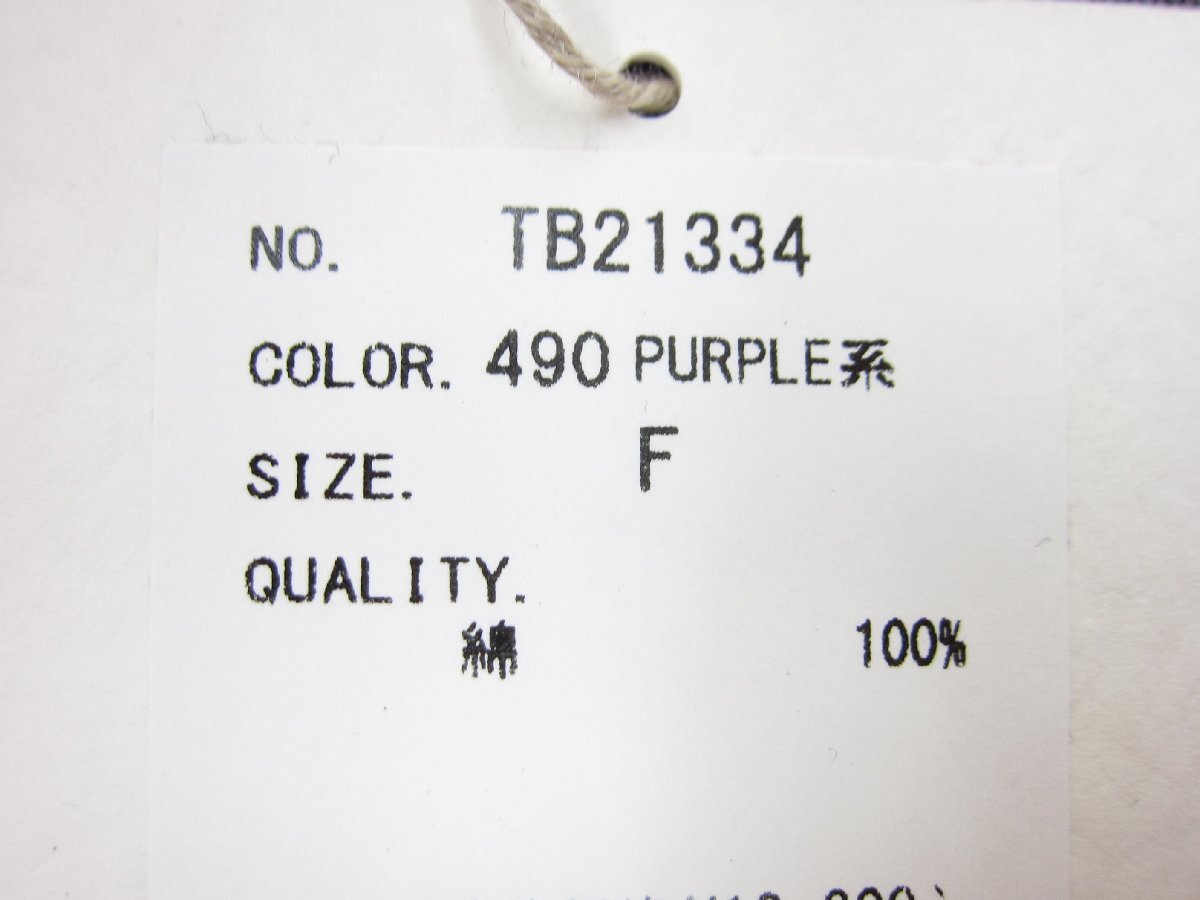 NO. TB21334
COLOR. 490 PURPLE系
SIZE. F
QUALITY.
綿 100%